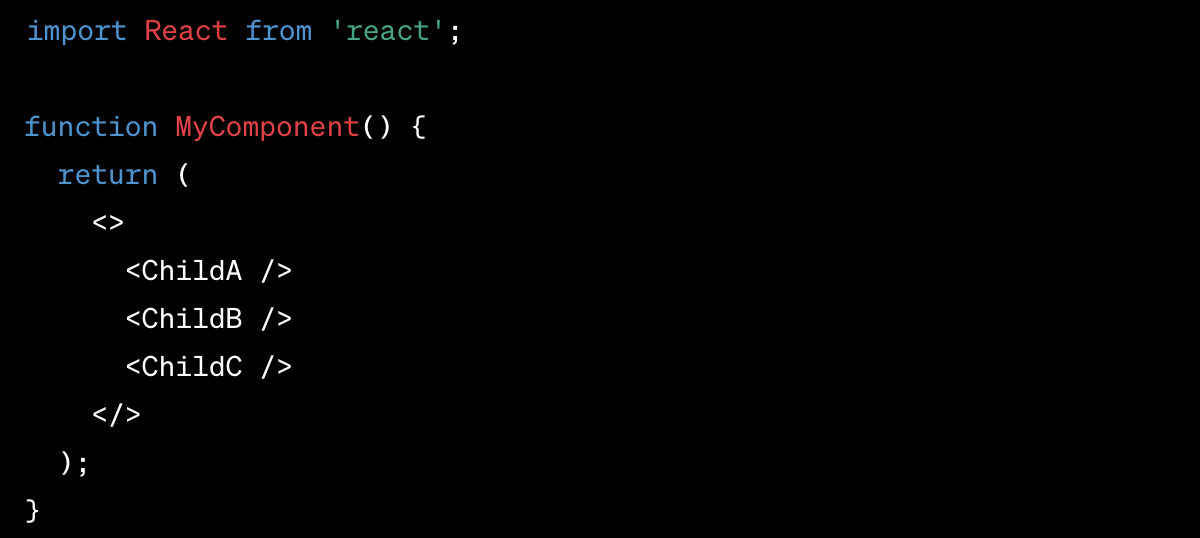 import React from 'react';

function MyComponent() {
  return (
    <>
      <ChildA />
      <ChildB />
      <ChildC />
    </>
  );
}